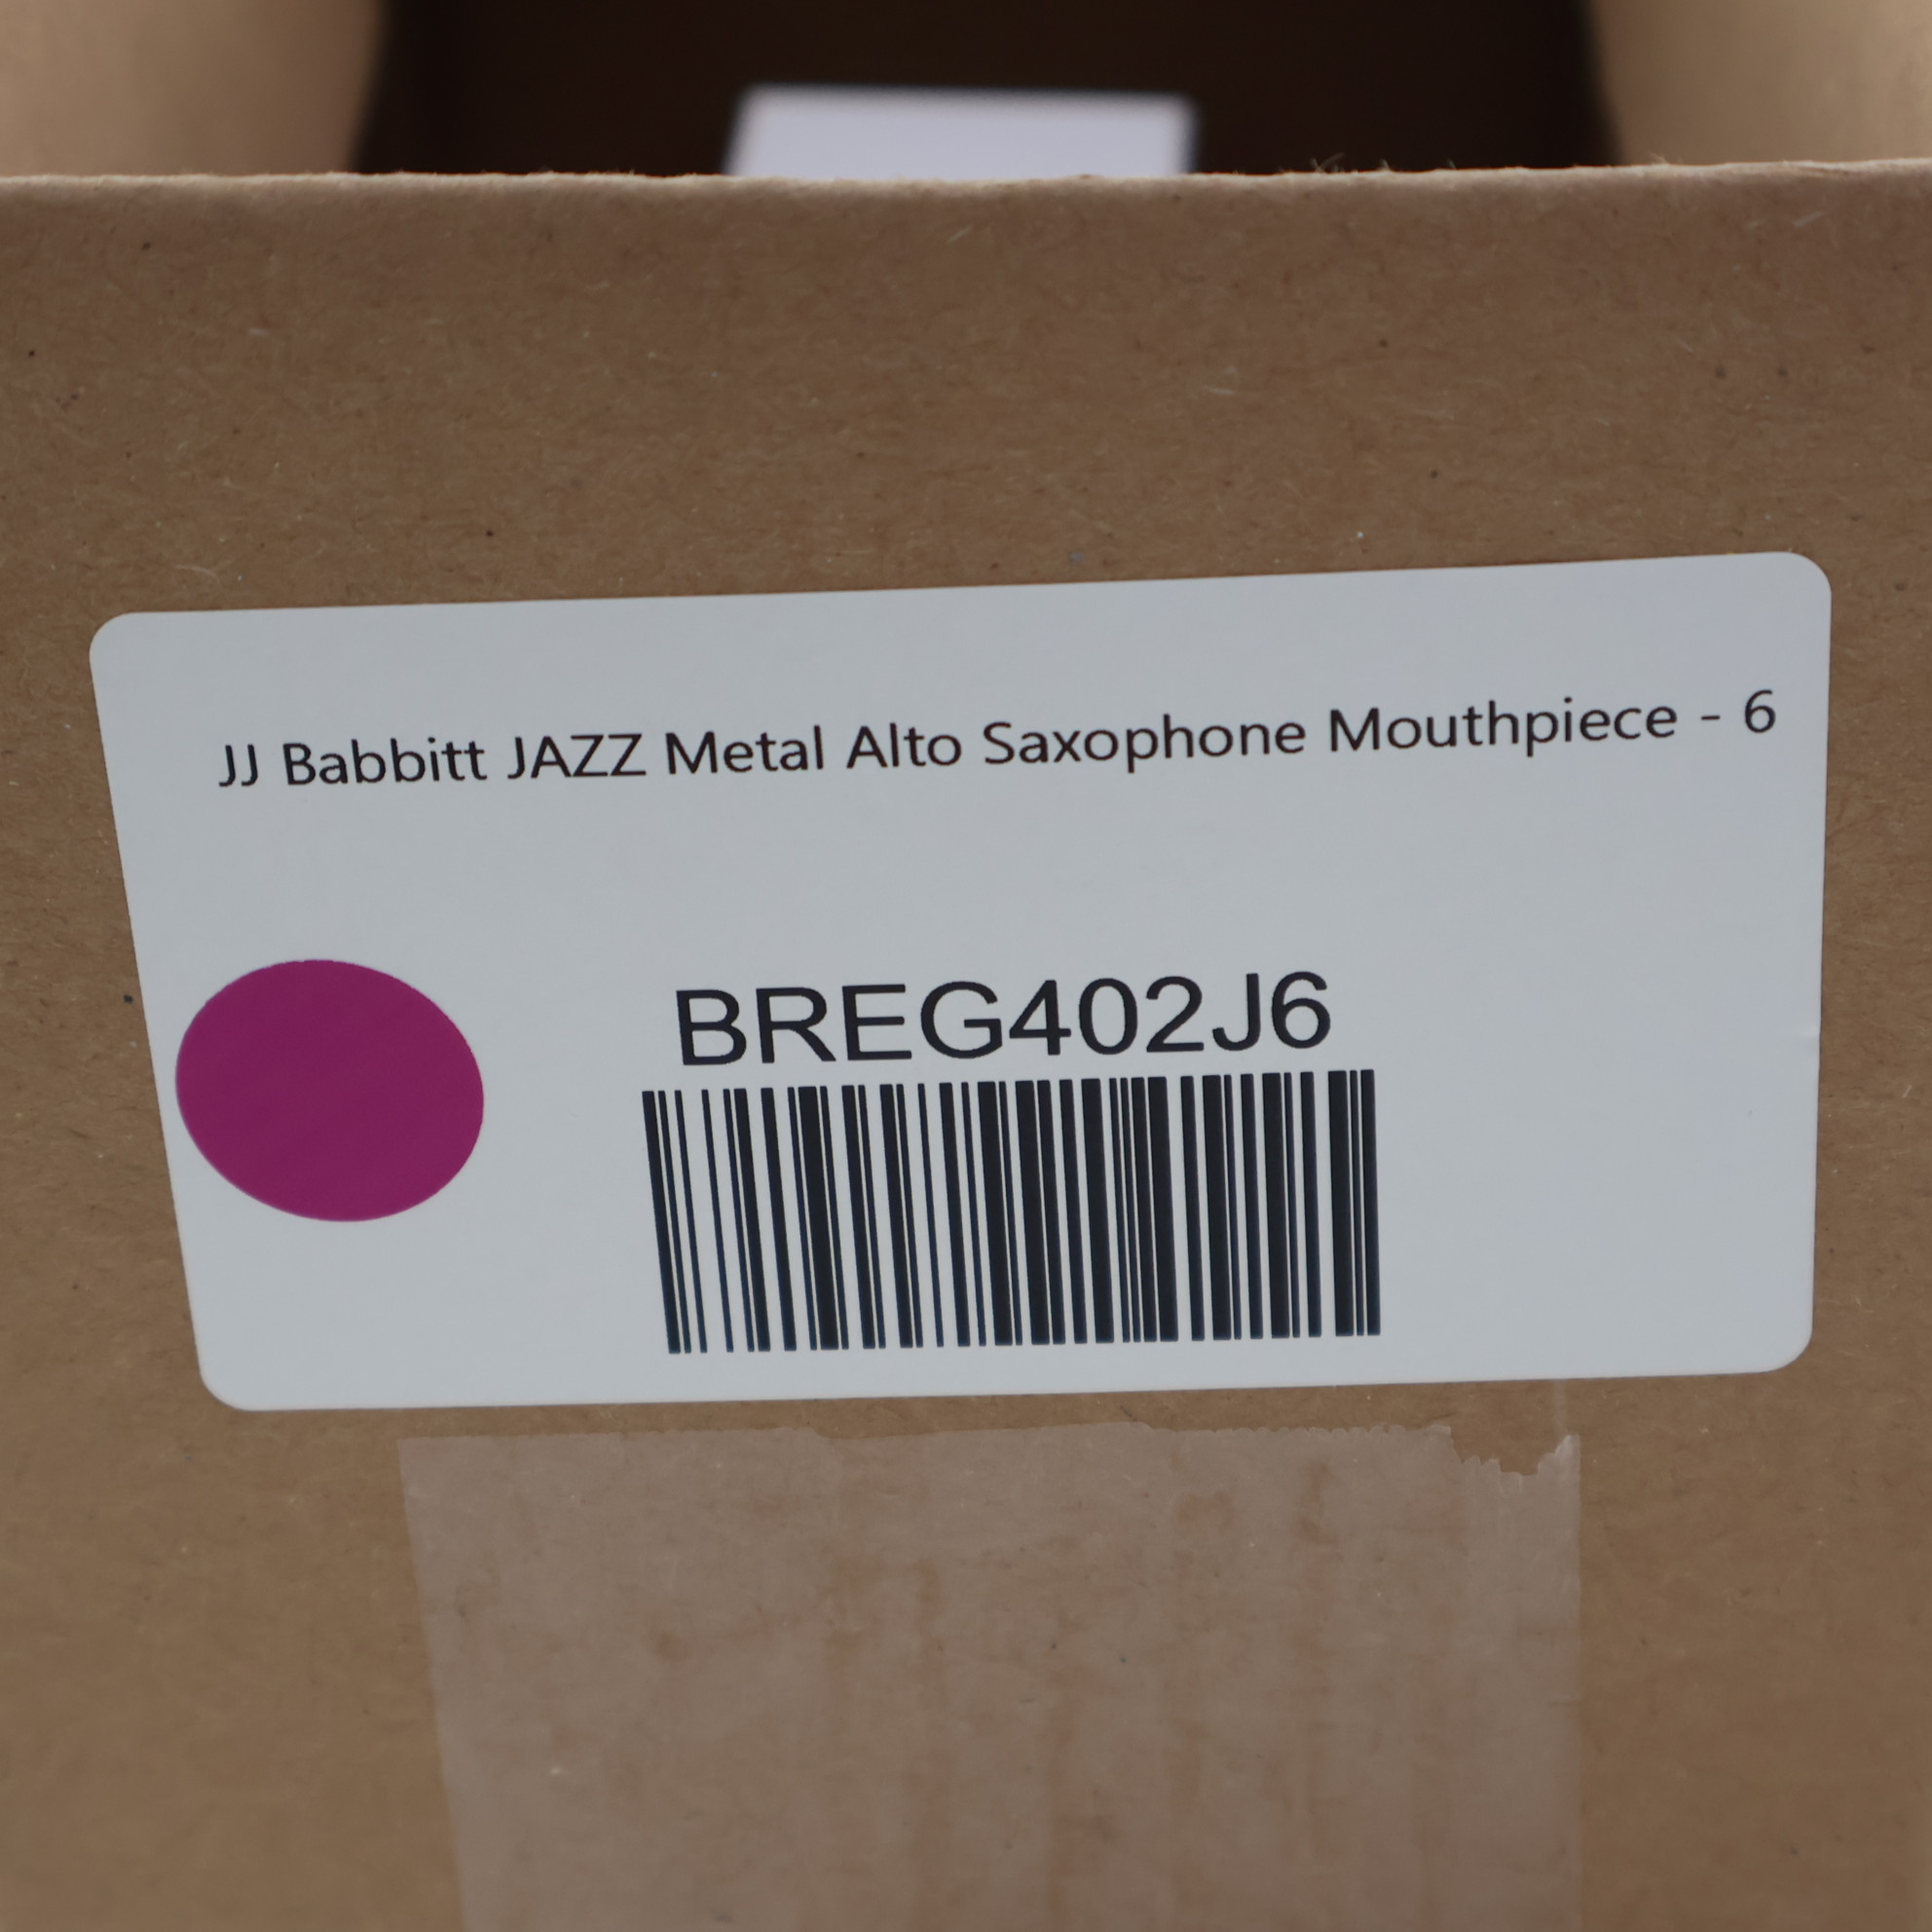 JJ Babbitt JAZZ Metal Alto Saxophone Mouthpiece - 6
BREG402J6